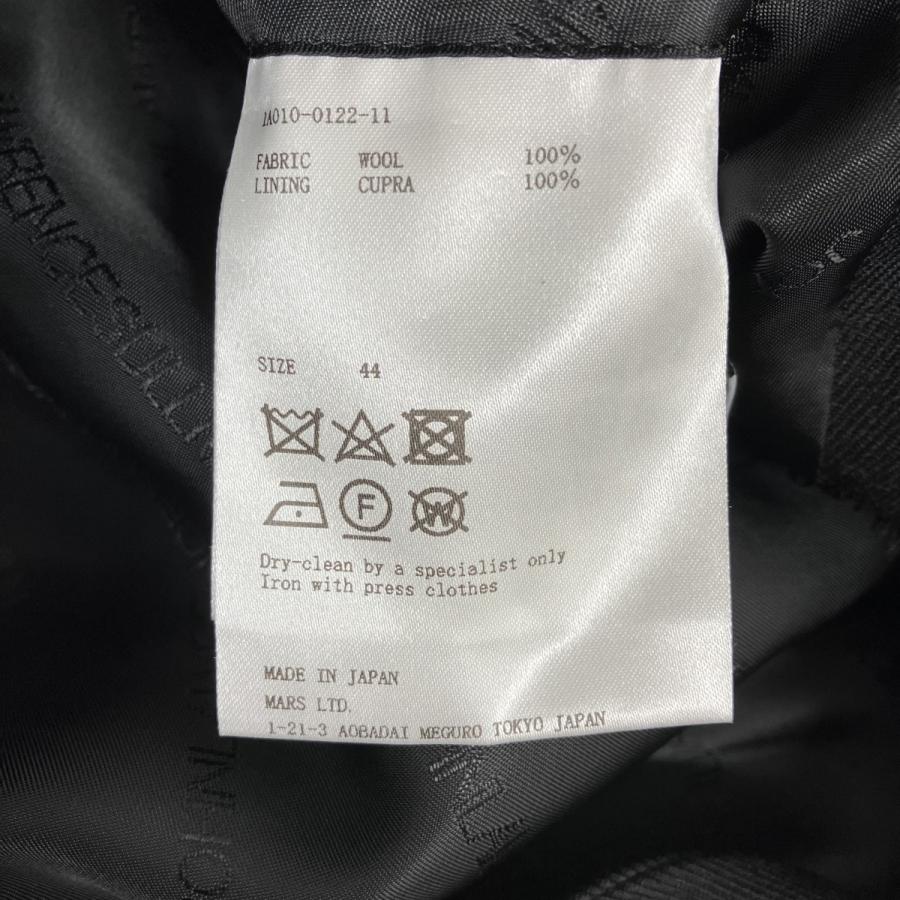 1A010-0122-11
FABRIC WOOL 100%
LINING CUPRA 100%
SIZE 44
F
W
Dry-clean by a specialist only
Iron with press clothes
MADE IN JAPAN
MARS LTD.
1-21-3 AOBADAI MEGURO TOKYO JAPAN